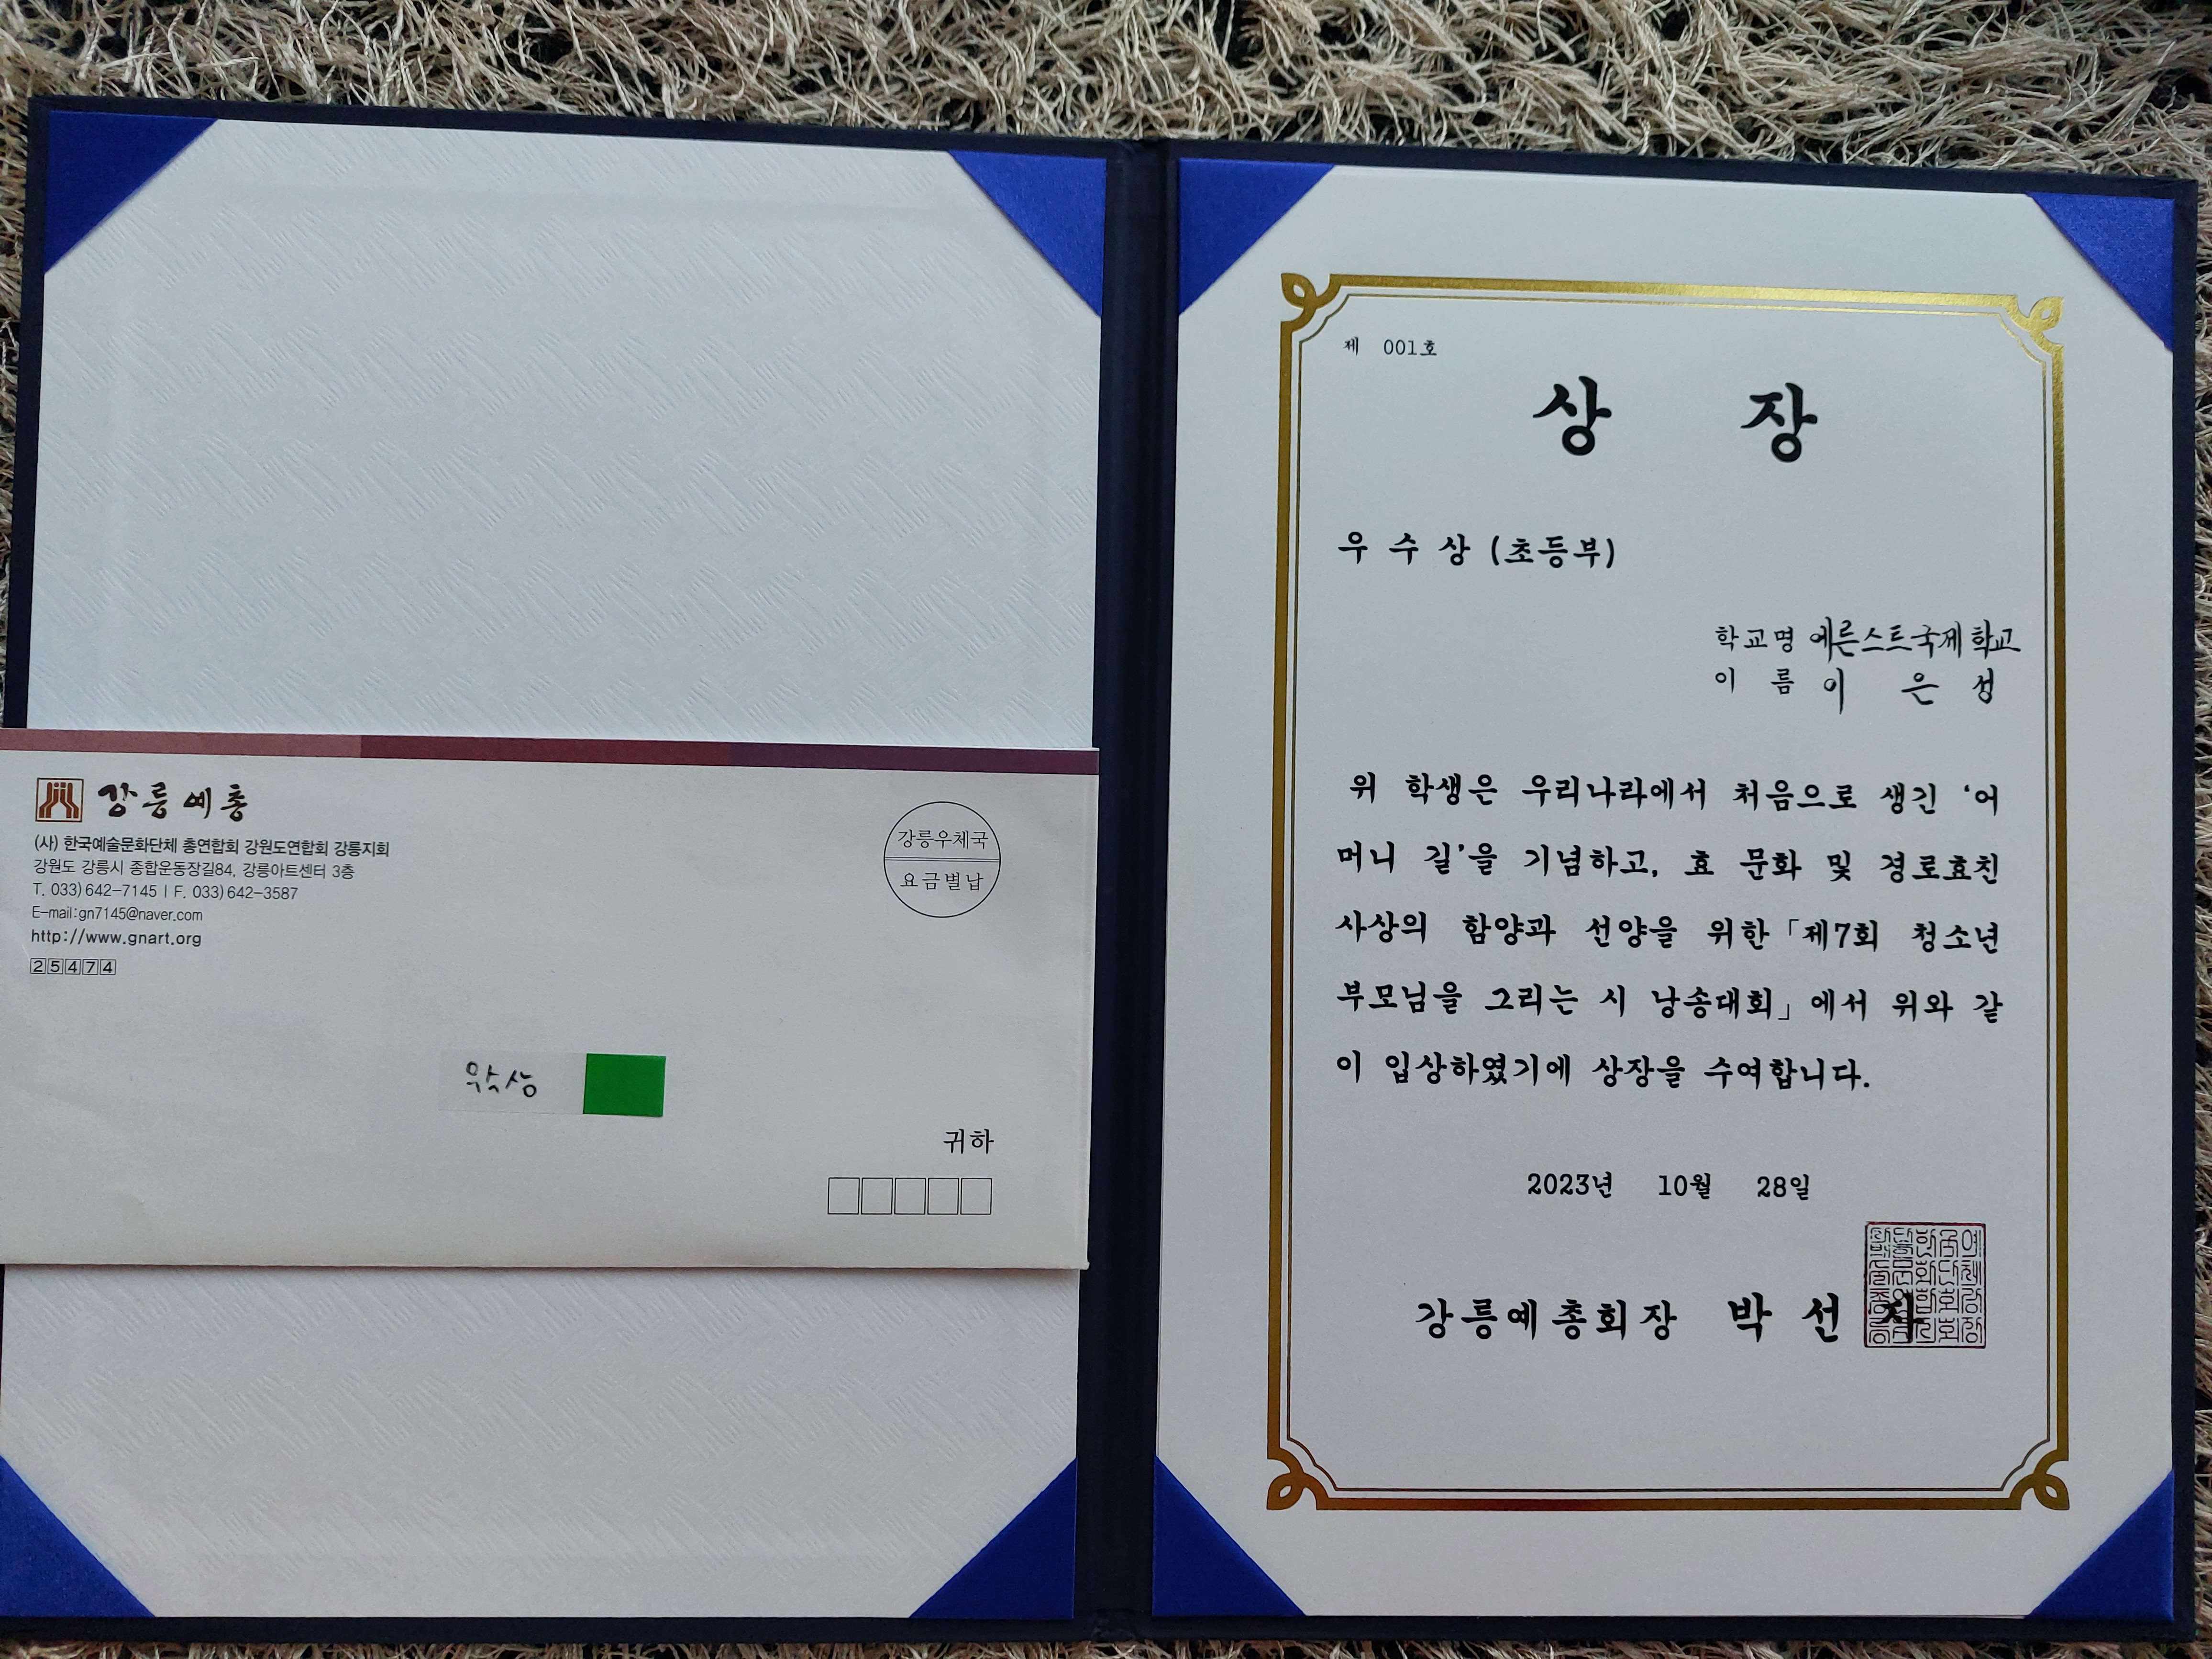 강릉예총
(사) 한국예술문화단체 총연합회 강원도연합회 강릉지회
강원도 강릉시 종합운동장길84, 강릉아트센터 3층
T. 033)642-7145 | F. 033)642-3587
E-mail:gn7145@naver.com
http://www.gnart.org
25474
강릉우체국
요금별납
우수상
귀하
제 001호
상 장
우 수 상 (초등부)
학교명 에른스트국제학교
이 름 이 은 성
위 학생은 우리나라에서 처음으로 생긴 '어
머니 길'을 기념하고, 효 문화 및 경로효친
사상의 함양과 선양을 위한「제7회 청소년
부모님을 그리는 시 낭송대회」에서 위와 같
이 입상하였기에 상장을 수여합니다.
2023년 10월 28일
강릉예총회장 박 선 자